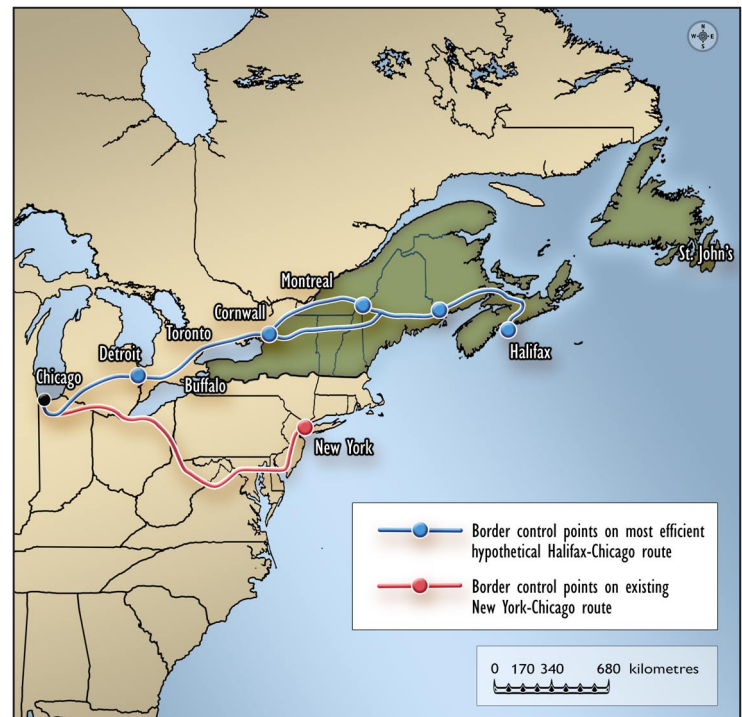 N
W E
S
St. John's
Montreal
Cornwall
Toronto
Halifax
Detroit
Chicago
Buffalo
New York
Border control points on most efficient
hypothetical Halifax-Chicago route
Border control points on existing
New York-Chicago route
0 170 340 680 kilometres